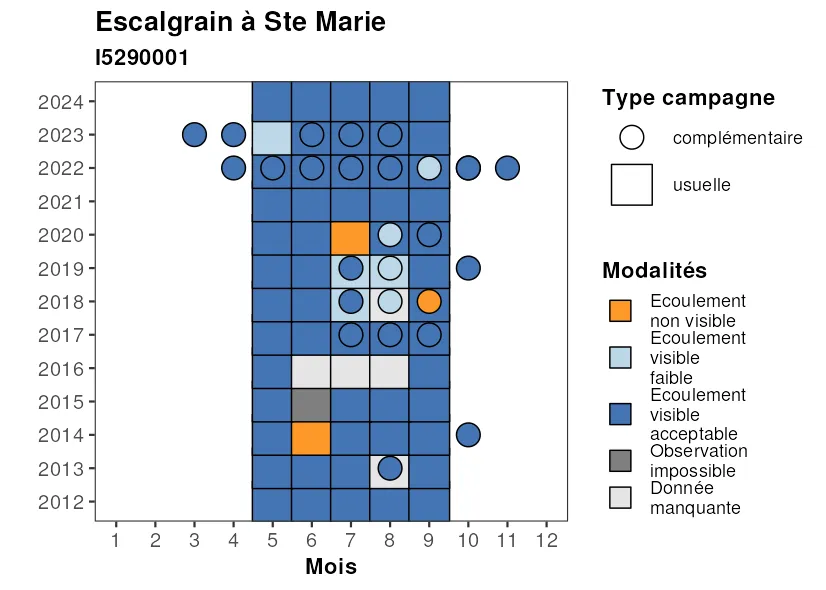 Escalgrain à Ste Marie
I5290001
2024
2023
2022
2021
2020
2019
2018
2017
2016
2015
2014
2013
2012
1 2 3 4 5 6 7 8 9 10 11 12
Mois
Type campagne
complémentaire
usuelle
Modalités
Ecoulement
non visible
Ecoulement
visible
faible
Ecoulement
visible
acceptable
Observation
impossible
Donnée
manquante